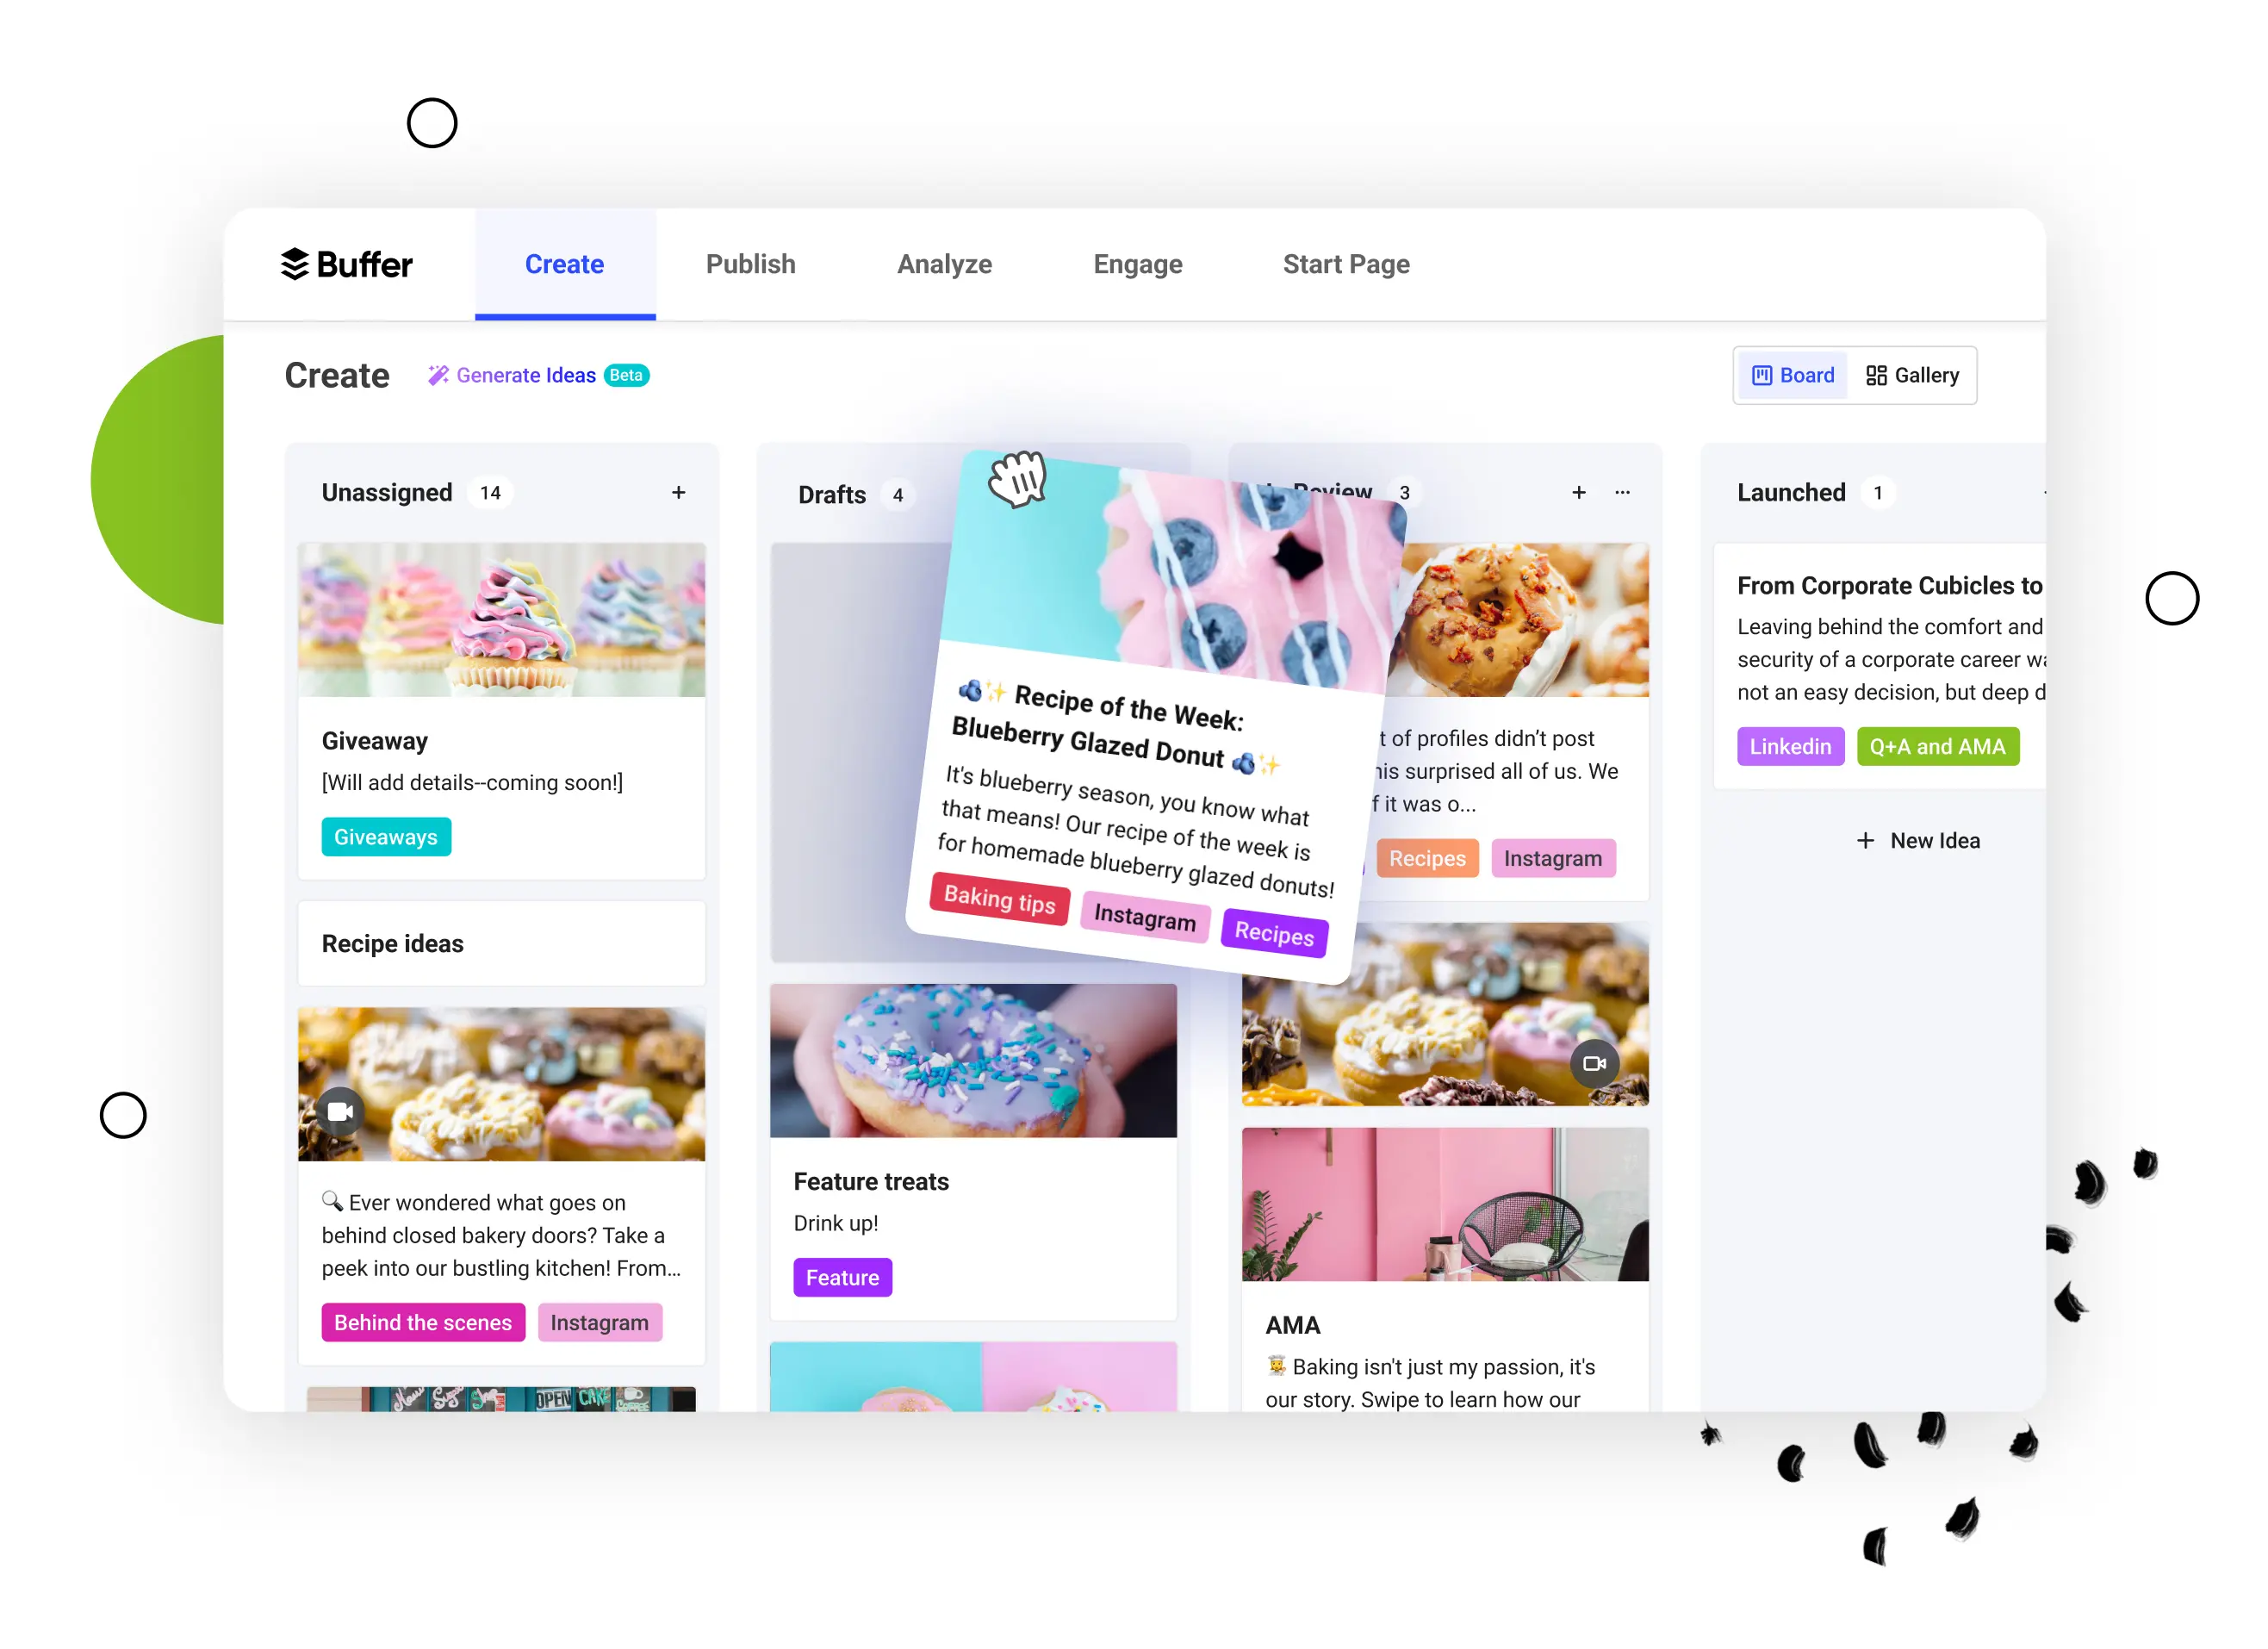 Buffer
Create
Publish
Analyze
Engage
Start Page
Create
Generate Ideas
Beta
Board
Gallery
Unassigned
14
+
Giveaway
[Will add details--coming soon!]
Giveaways
Recipe ideas
🔍 Ever wondered what goes on
behind closed bakery doors? Take a
peek into our bustling kitchen! From...
Behind the scenes
Instagram
OPEN
CAKE
Drafts
4
🫐✨ Recipe of the Week:
Blueberry Glazed Donut 🫐✨
It's blueberry season, you know what
that means! Our recipe of the week is
for homemade blueberry glazed donuts!
Baking tips
Instagram
Recipes
Feature treats
Drink up!
Feature
Review
3
+ ...
t of profiles didn’t post
his surprised all of us. We
f it was o...
Recipes
Instagram
AMA
👨‍🍳 Baking isn't just my passion, it's
our story. Swipe to learn how our
Launched
1
From Corporate Cubicles to
Leaving behind the comfort and
security of a corporate career wa
not an easy decision, but deep d
Linkedin
Q+A and AMA
+ New Idea